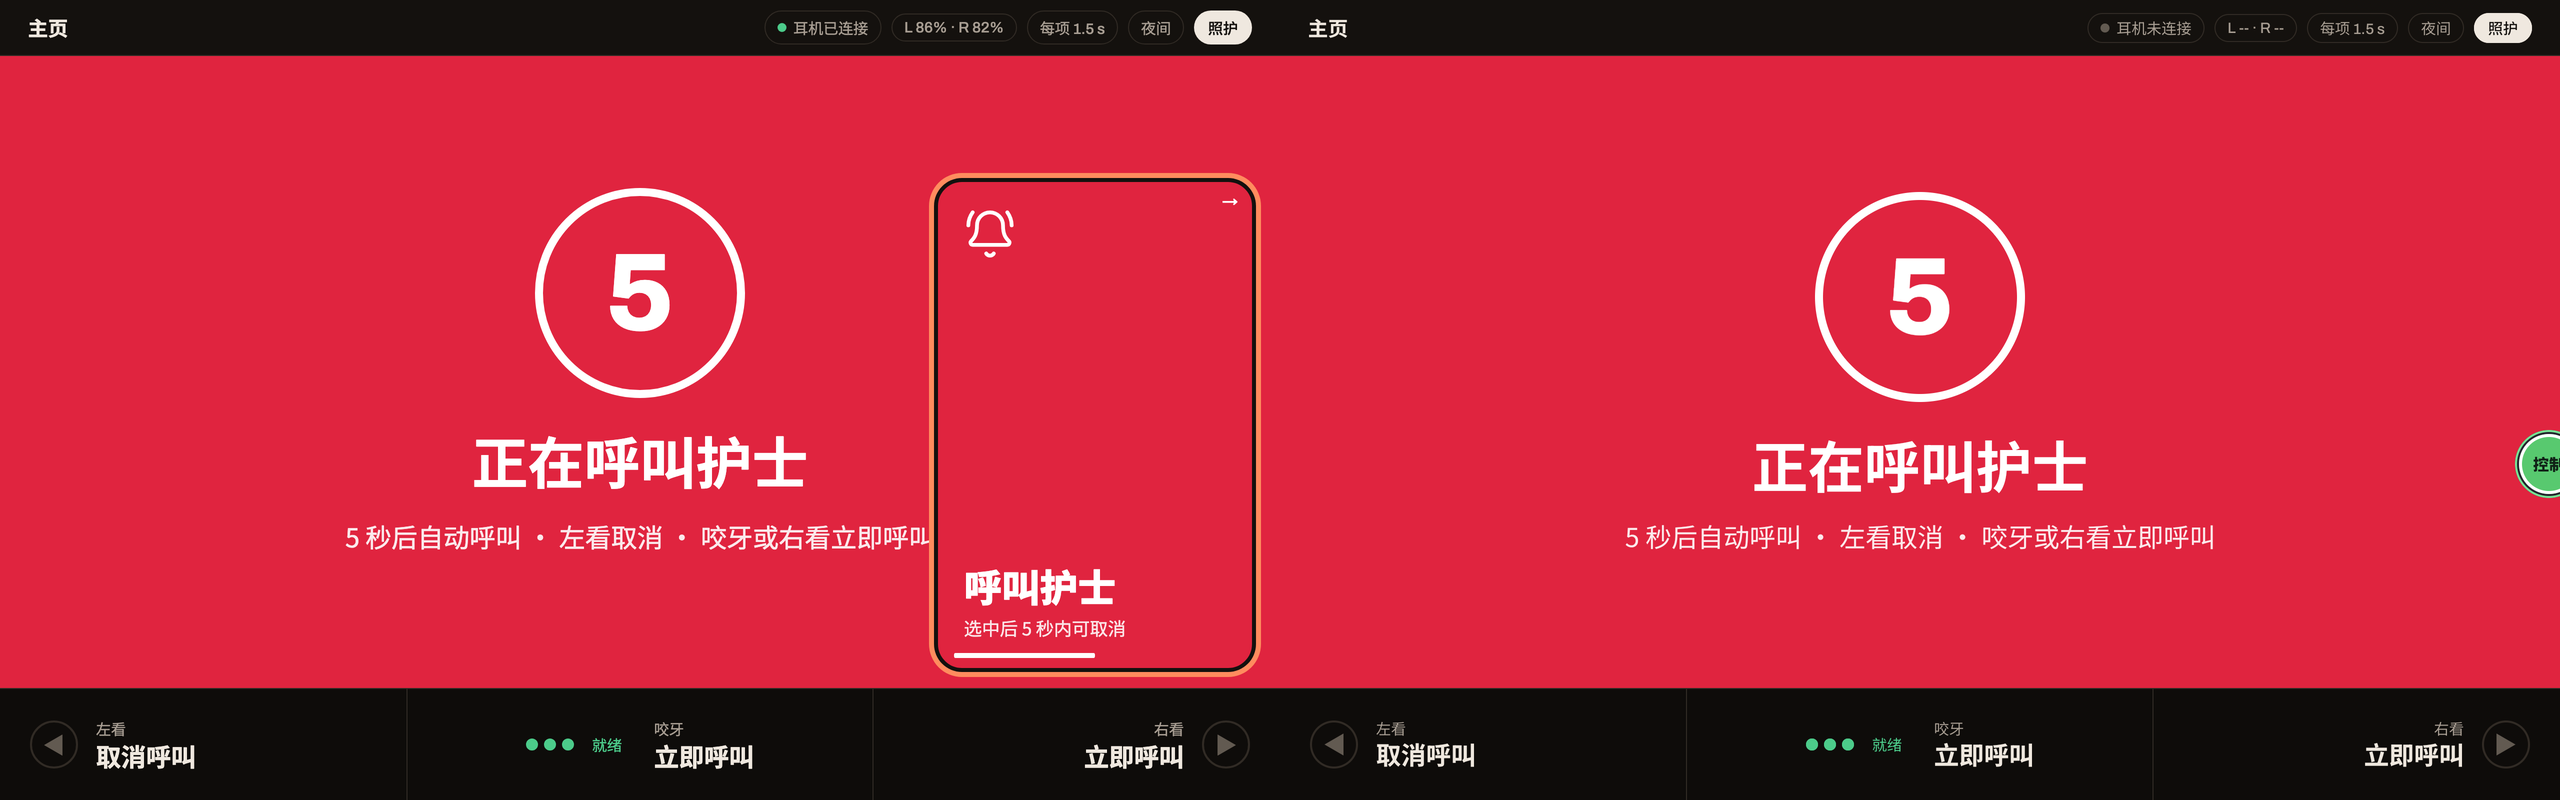 主页
耳机已连接
L 86% · R 82%
每项 1.5 s
夜间
照护
5
正在呼叫护士
5 秒后自动呼叫 • 左看取消 • 咬牙或右看立即呼
→
呼叫护士
选中后 5 秒内可取消
左看
取消呼叫
就绪
咬牙
立即呼叫
右看
立即呼叫
主页
耳机未连接
L -- · R --
每项 1.5 s
夜间
照护
5
正在呼叫护士
5 秒后自动呼叫 • 左看取消 • 咬牙或右看立即呼叫
控制
左看
取消呼叫
就绪
咬牙
立即呼叫
右看
立即呼叫